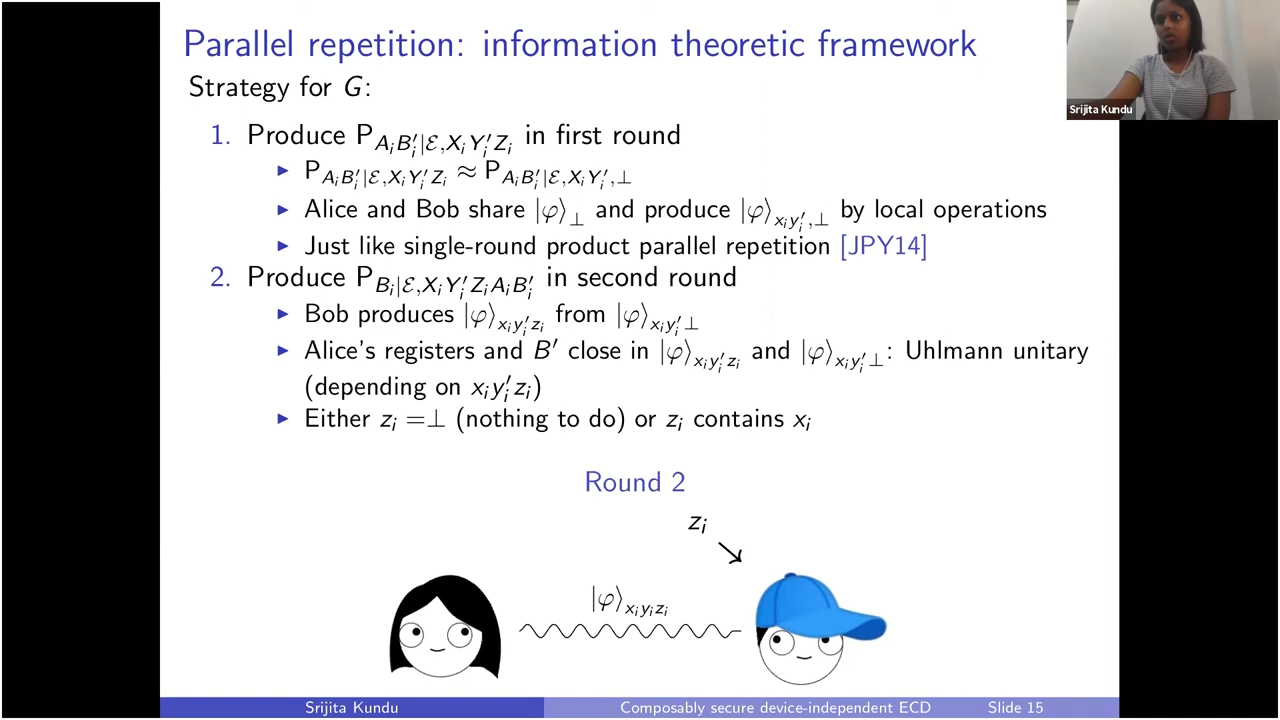 Parallel repetition: information theoretic framework
Srijita Kundu
Strategy for G:
1. Produce P_{A_iB'_i|ℰ,X_iY'_iZ_i} in first round
▶ P_{A_iB'_i|ℰ,X_iY'_iZ_i} ≈ P_{A_iB'_i|ℰ,X_iY'_i,⊥}
▶ Alice and Bob share |φ⟩_⊥ and produce |φ⟩_{x_iy'_i,⊥} by local operations
▶ Just like single-round product parallel repetition [JPY14]
2. Produce P_{B_i|ℰ,X_iY'_iZ_iA_iB'_i} in second round
▶ Bob produces |φ⟩_{x_iy'_iz_i} from |φ⟩_{x_iy'_i⊥}
▶ Alice's registers and B′ close in |φ⟩_{x_iy'_iz_i} and |φ⟩_{x_iy'_i⊥}: Uhlmann unitary
(depending on x_iy'_iz_i)
▶ Either z_i =⊥ (nothing to do) or z_i contains x_i
Round 2
z_i
|φ⟩_{x_iy_iz_i}
Srijita Kundu
Composably secure device-independent ECD
Slide 15